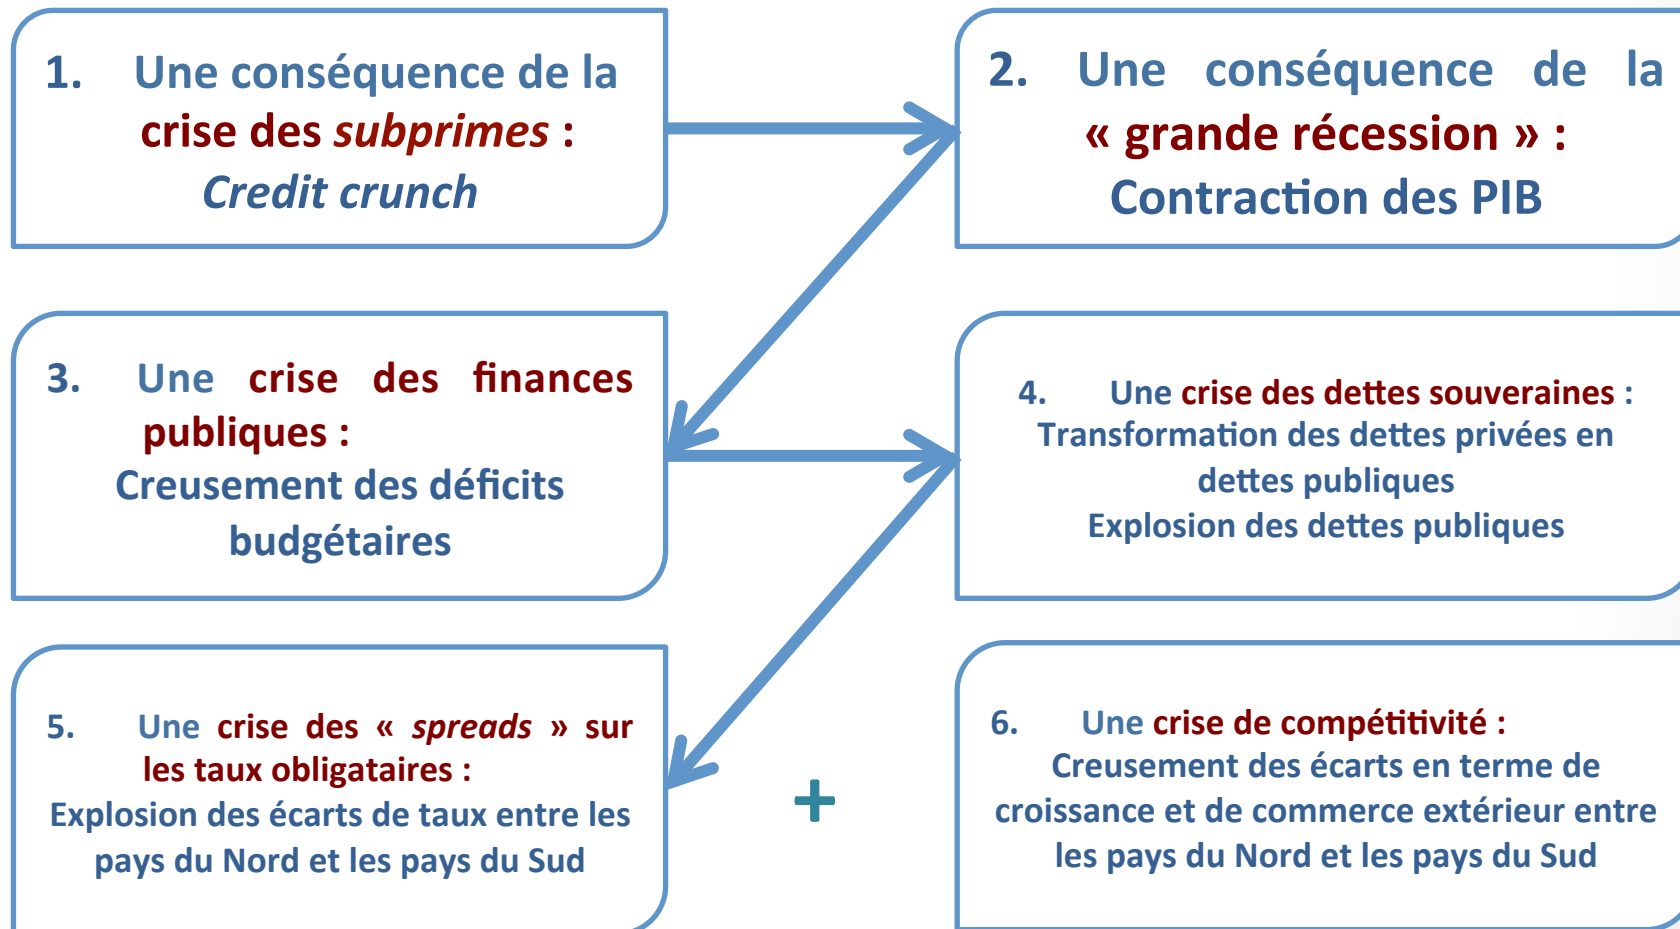 1. Une conséquence de la
crise des subprimes :
Credit crunch
2. Une conséquence de la
« grande récession » :
Contraction des PIB
3. Une crise des finances
publiques :
Creusement des déficits
budgétaires
4. Une crise des dettes souveraines :
Transformation des dettes privées en
dettes publiques
Explosion des dettes publiques
5. Une crise des « spreads » sur
les taux obligataires :
Explosion des écarts de taux entre les
pays du Nord et les pays du Sud
+
6. Une crise de compétitivité :
Creusement des écarts en terme de
croissance et de commerce extérieur entre
les pays du Nord et les pays du Sud